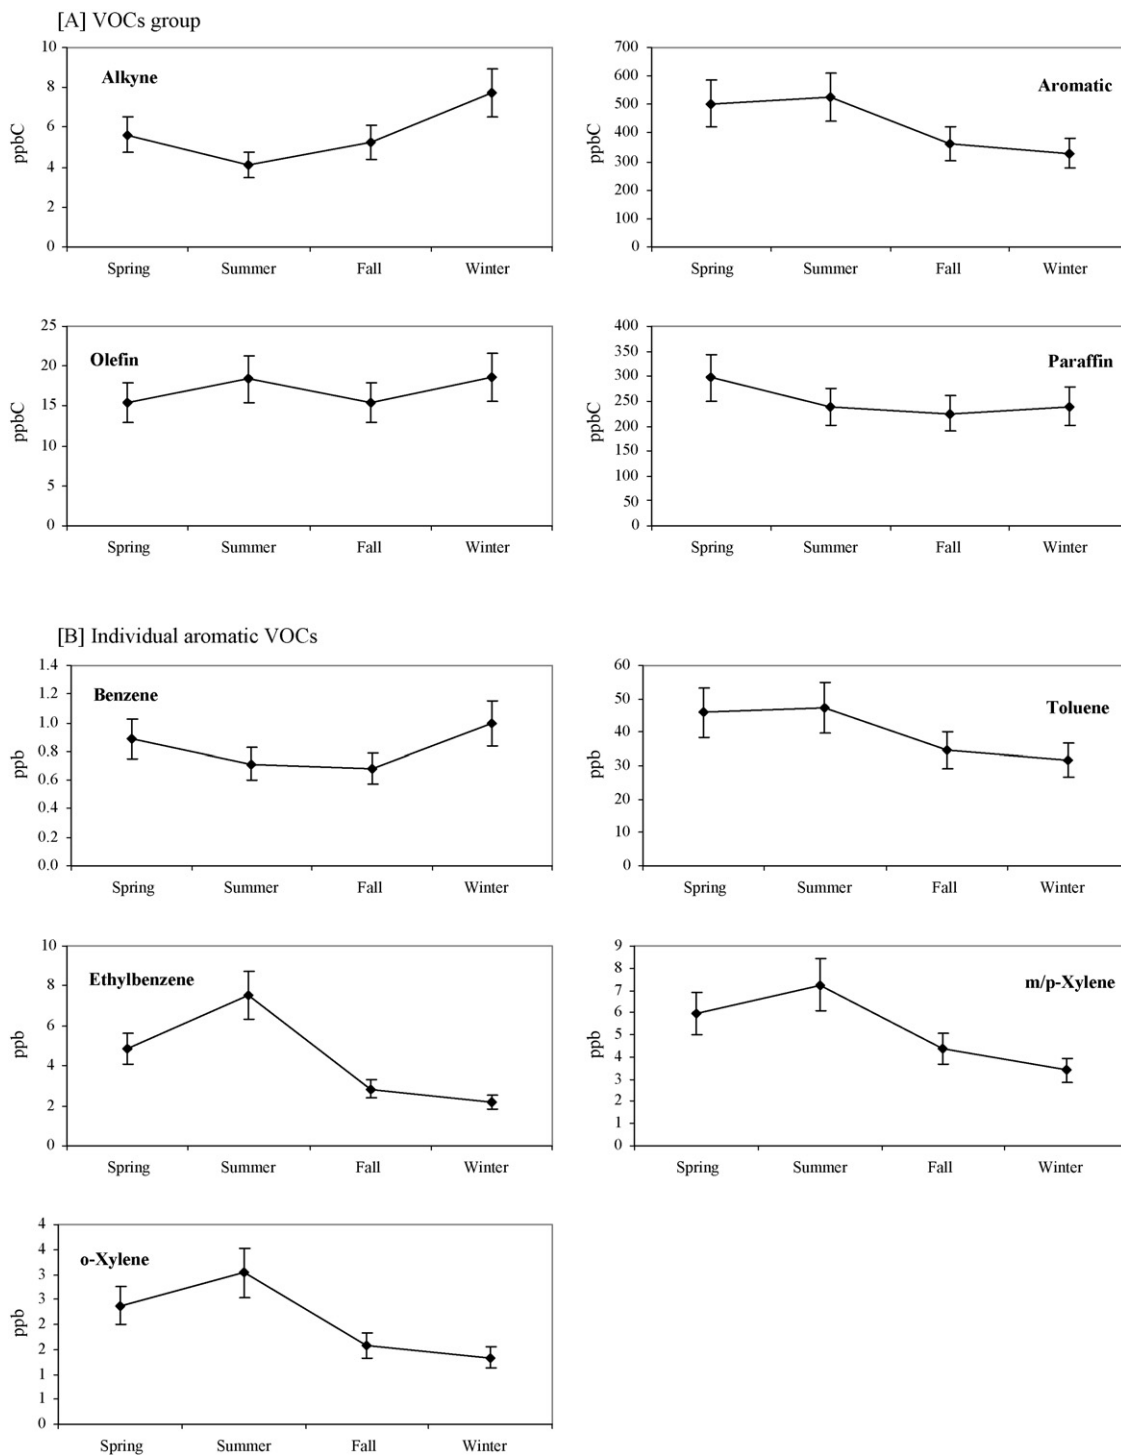 [A] VOCs group
10
8
6
4
2
0
ppbC
Alkyne
Spring Summer Fall Winter
700
600
500
400
300
200
100
0
ppbC
Aromatic
Spring Summer Fall Winter
25
20
15
10
5
0
ppbC
Olefin
Spring Summer Fall Winter
400
350
300
250
200
150
100
50
0
ppbC
Paraffin
Spring Summer Fall Winter
[B] Individual aromatic VOCs
1.4
1.2
1.0
0.8
0.6
0.4
0.2
0.0
ppb
Benzene
Spring Summer Fall Winter
60
50
40
30
20
10
0
ppb
Toluene
Spring Summer Fall Winter
10
8
6
4
2
0
ppb
Ethylbenzene
Spring Summer Fall Winter
9
8
7
6
5
4
3
2
1
0
ppb
m/p-Xylene
Spring Summer Fall Winter
4
4
3
3
2
2
1
1
0
ppb
o-Xylene
Spring Summer Fall Winter